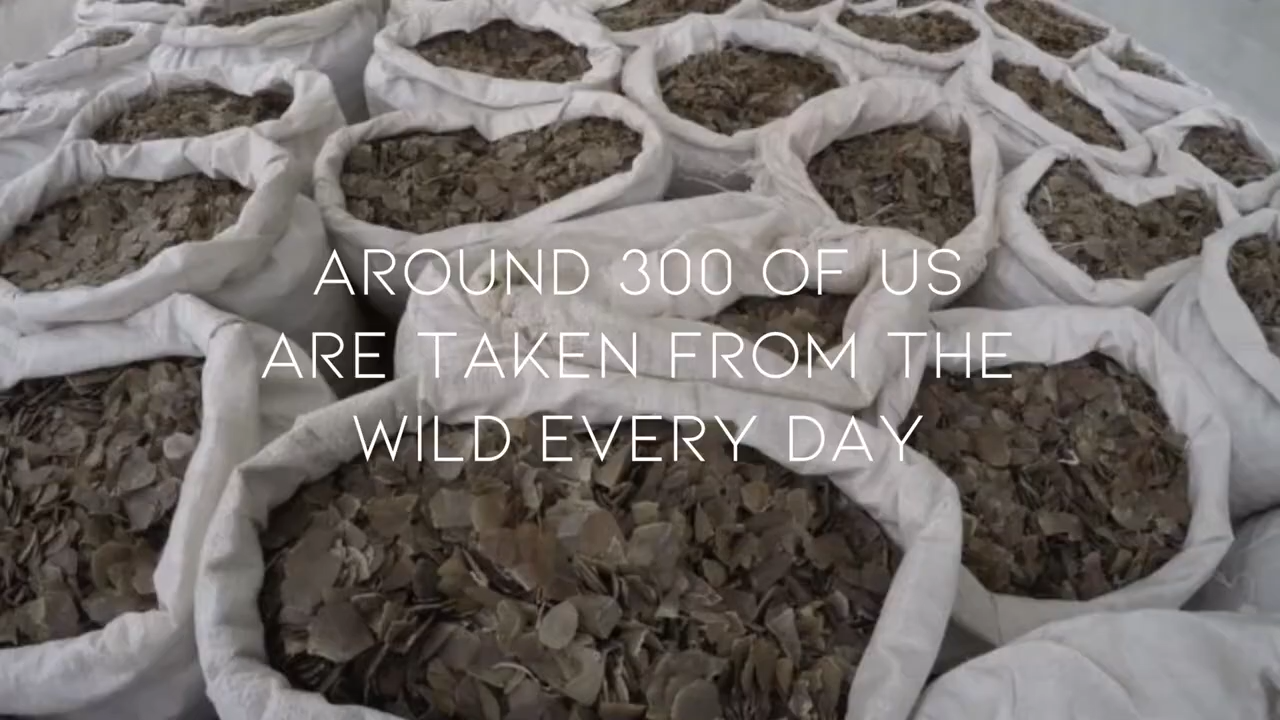 AROUND 300 OF US
ARE TAKEN FROM THE
WILD EVERY DAY